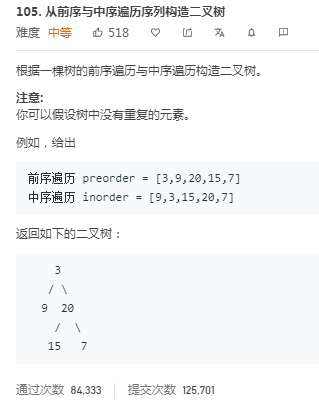 105. 从前序与中序遍历序列构造二叉树
难度 中等 518
根据一棵树的前序遍历与中序遍历构造二叉树。
注意:
你可以假设树中没有重复的元素。
例如，给出
前序遍历 preorder = [3,9,20,15,7]
中序遍历 inorder = [9,3,15,20,7]
返回如下的二叉树：
3
/ \
9 20
/ \
15 7
通过次数 84,333 提交次数 125,701